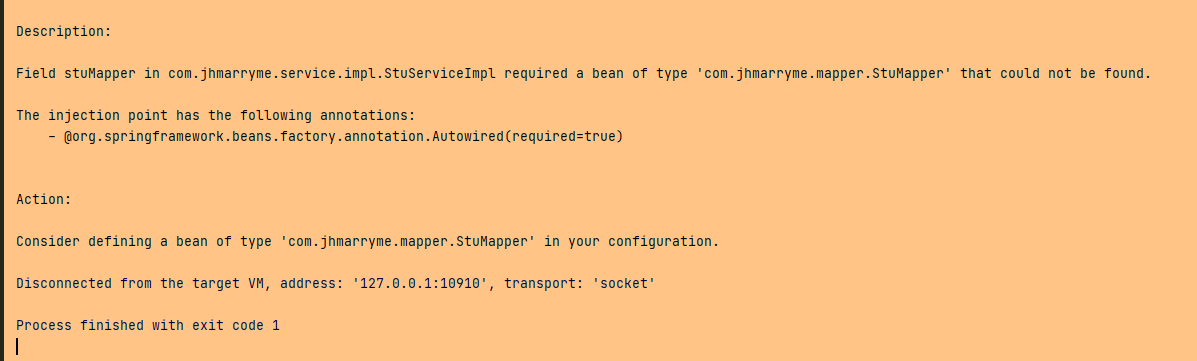 Description:
Field stuMapper in com.jhmarryme.service.impl.StuServiceImpl required a bean of type 'com.jhmarryme.mapper.StuMapper' that could not be found.
The injection point has the following annotations:
    - @org.springframework.beans.factory.annotation.Autowired(required=true)
Action:
Consider defining a bean of type 'com.jhmarryme.mapper.StuMapper' in your configuration.
Disconnected from the target VM, address: '127.0.0.1:10910', transport: 'socket'
Process finished with exit code 1